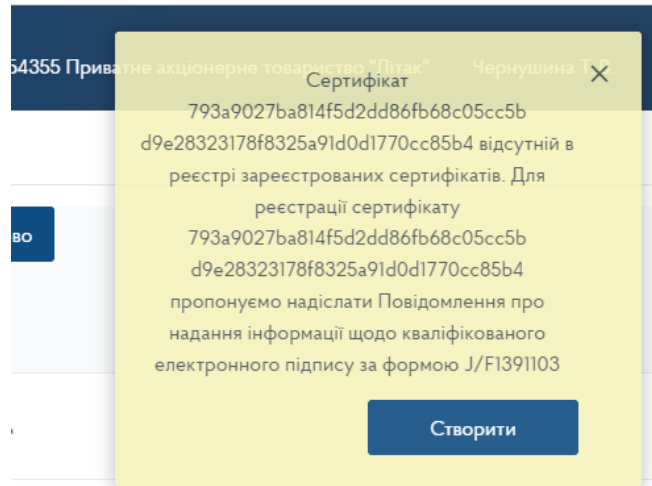 54355 Приватне акціонерне товариство "Літак" Чернушина Т. В.
Сертифікат
793a9027ba814f5d2dd86fb68c05cc5b
d9e28323178f8325a91d0d1770cc85b4 відсутній в
реєстрі зареєстрованих сертифікатів. Для
реєстрації сертифікату
793a9027ba814f5d2dd86fb68c05cc5b
во
d9e28323178f8325a91d0d1770cc85b4
пропонуємо надіслати Повідомлення про
надання інформації щодо кваліфікованого
електронного підпису за формою J/F1391103
Створити